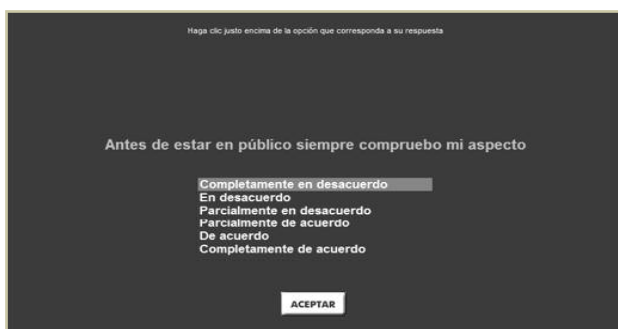 Haga clic justo encima de la opción que corresponda a su respuesta
Antes de estar en público siempre compruebo mi aspecto
Completamente en desacuerdo
En desacuerdo
Parcialmente en desacuerdo
Parcialmente de acuerdo
De acuerdo
Completamente de acuerdo
ACEPTAR